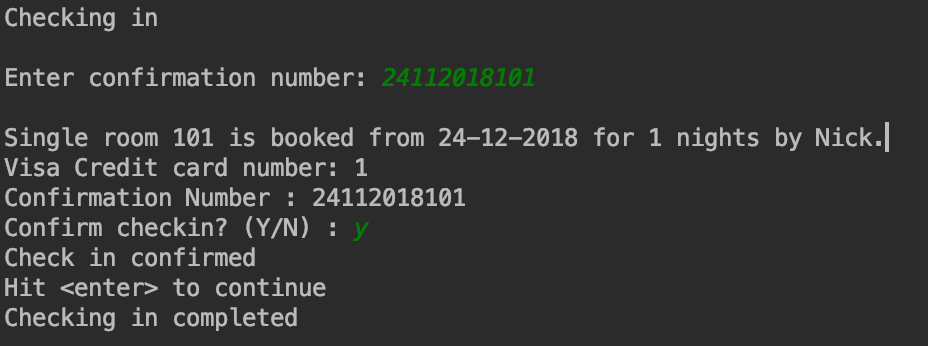 Checking in
Enter confirmation number: 24112018101
Single room 101 is booked from 24-12-2018 for 1 nights by Nick.
Visa Credit card number: 1
Confirmation Number : 24112018101
Confirm checkin? (Y/N) : y
Check in confirmed
Hit <enter> to continue
Checking in completed